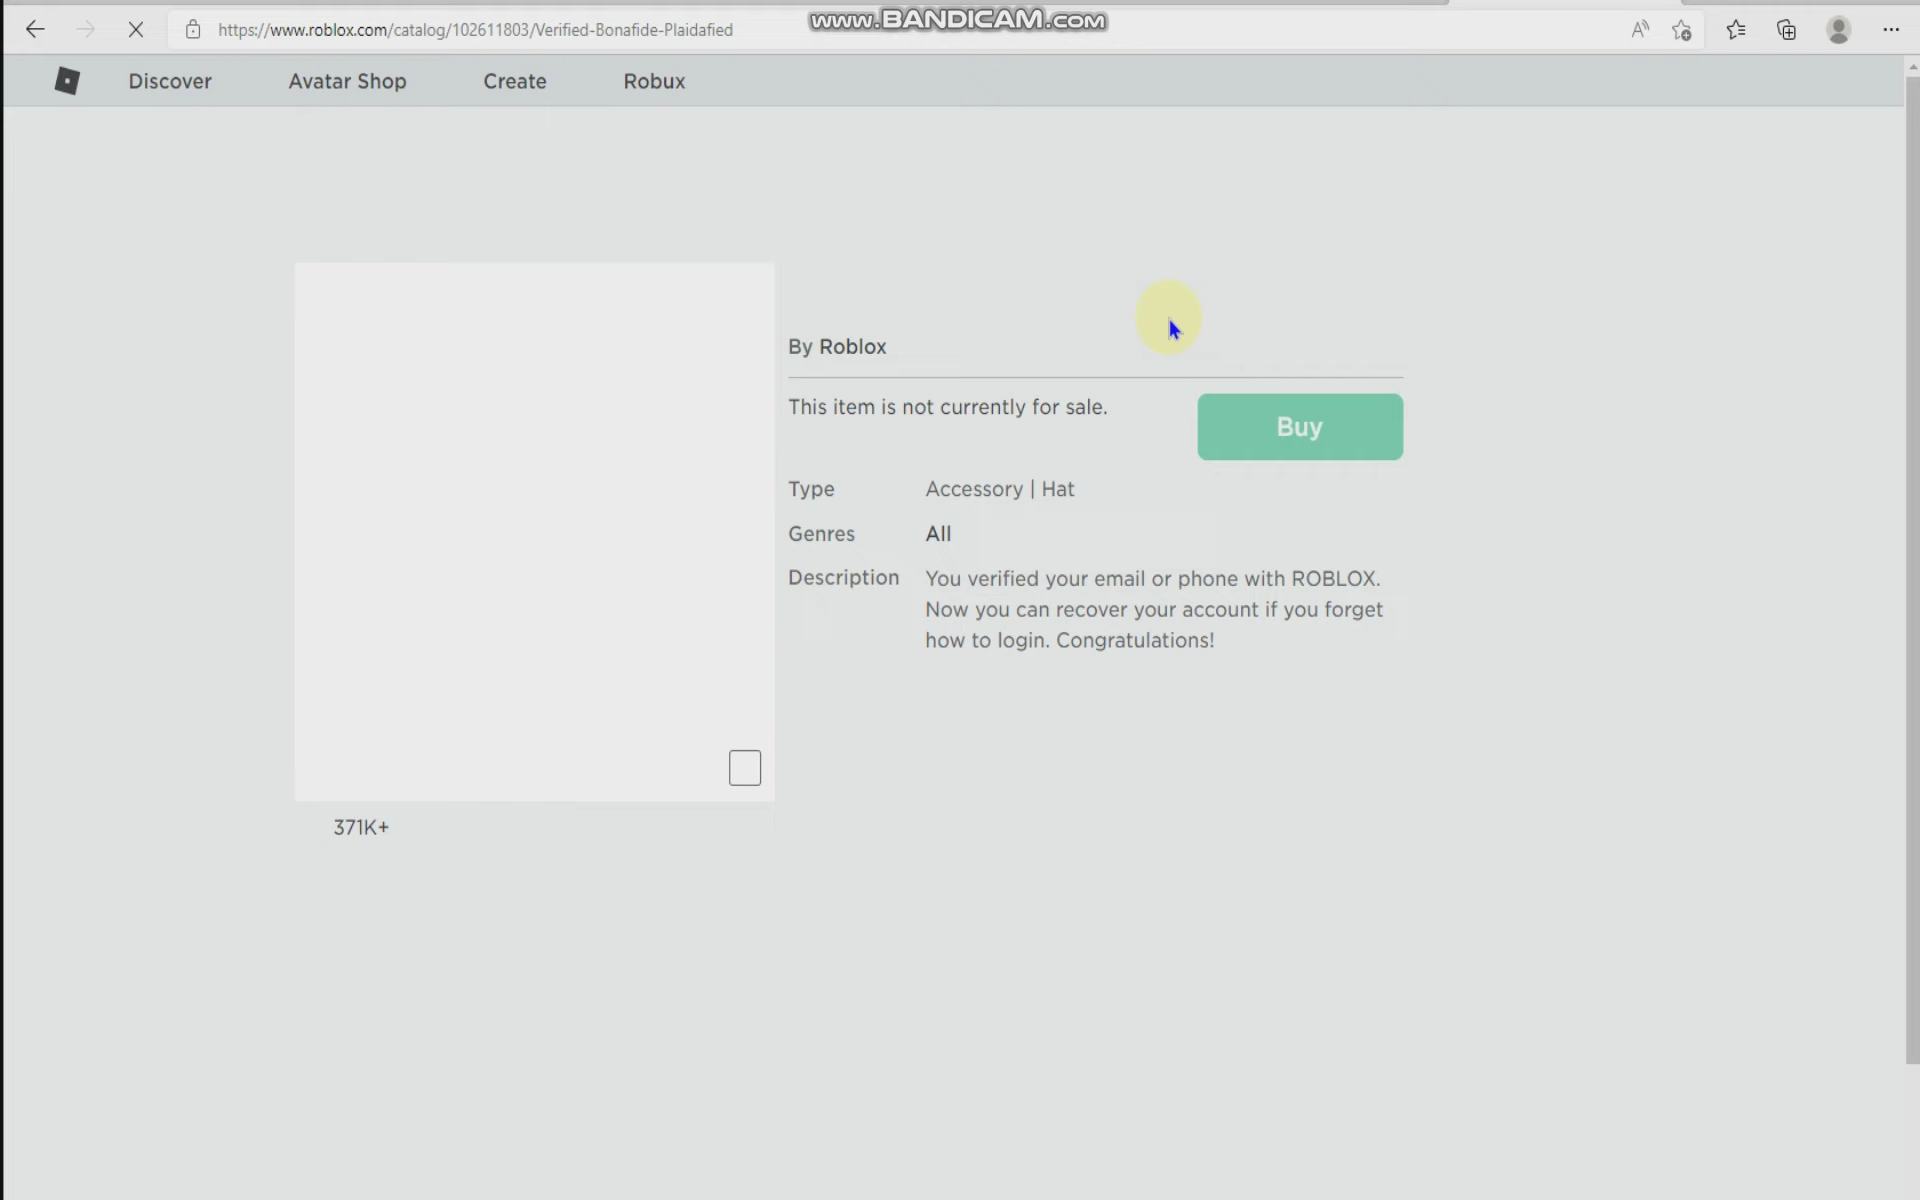 https://www.roblox.com/catalog/102611803/Verified-Bonafide-Plaidafied
www.BANDICAM.com
Discover
Avatar Shop
Create
Robux
By Roblox
This item is not currently for sale.
Buy
Type
Accessory | Hat
Genres
All
Description
You verified your email or phone with ROBLOX.
Now you can recover your account if you forget
how to login. Congratulations!
371K+